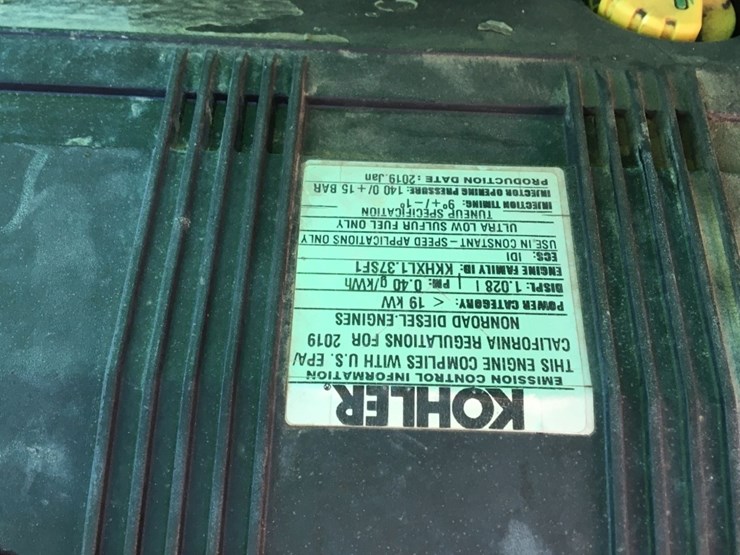 KOHLER®
EMISSION CONTROL INFORMATION
THIS ENGINE COMPLIES WITH U.S. EPA/
CALIFORNIA REGULATIONS FOR 2019
NONROAD DIESEL ENGINES
POWER CATEGORY: < 19 kW
DISPL: 1.028 l PM: 0.40 g/kWh
ENGINE FAMILY ID: KKHXL1.37SF1
ECS: IDI
USE IN CONSTANT-SPEED APPLICATIONS ONLY
ULTRA LOW SULFUR FUEL ONLY
TUNEUP SPECIFICATION
INJECTION TIMING: 9°+/-1°
INJECTOR OPENING PRESSURE: 140 0/+ 15 BAR
PRODUCTION DATE: 2019.Jan